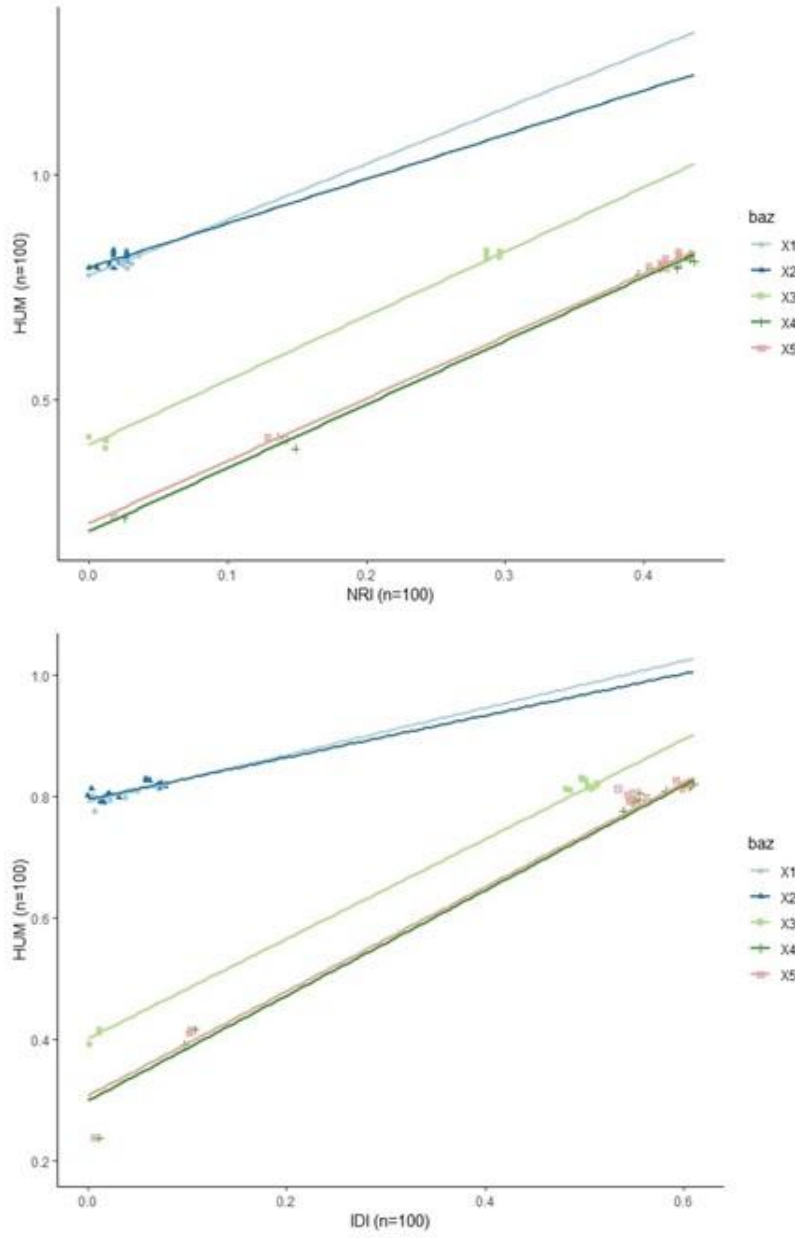 1.0
0.5
HUM (n=100)
0.0 0.1 0.2 0.3 0.4
NRI (n=100)
baz
X1
X2
X3
X4
X5
1.0
0.8
0.6
0.4
0.2
HUM (n=100)
0.0 0.2 0.4 0.6
IDI (n=100)
baz
X1
X2
X3
X4
X5